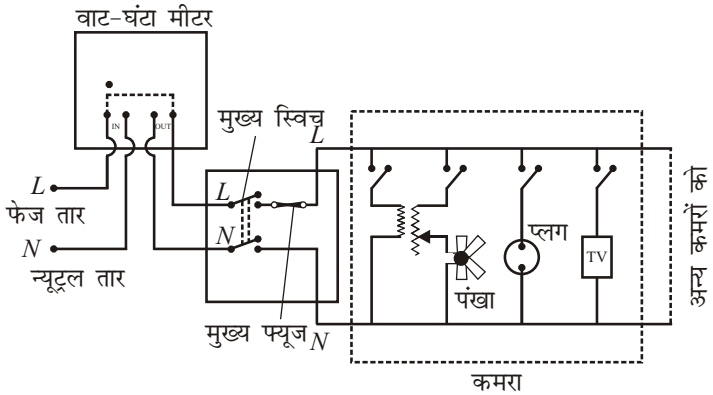 वाट-घंटा मीटर
IN
OUT
मुख्य स्विच
L
L
L
फेज तार
N
N
न्यूट्रल तार
मुख्य फ्यूज
N
पंखा
प्लग
TV
अन्य कमरों को
कमरा